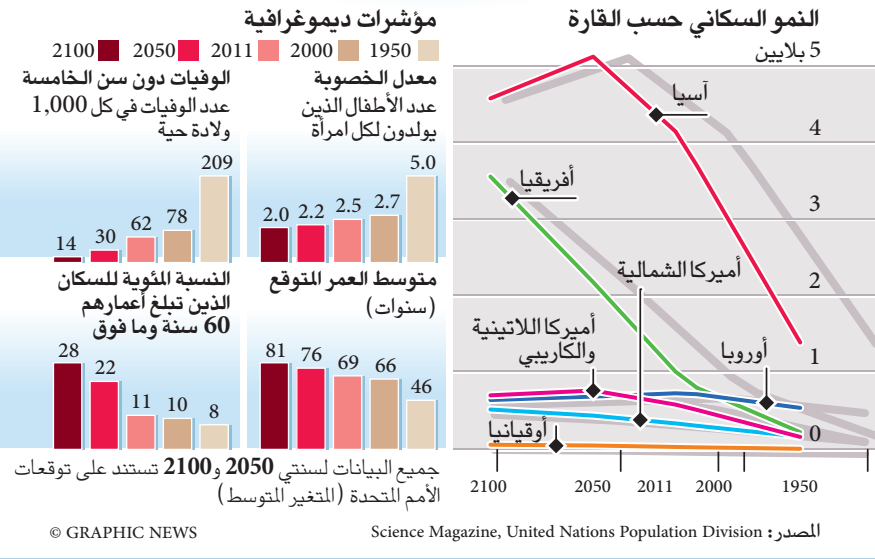 النمو السكاني حسب القارة
5 بلايين
آسيا
4
أفريقيا
3
أميركا الشمالية
2
أميركا اللاتينية
والكاريبي
أوروبا
1
أوقيانيا
0
2100 2050 2011 2000 1950
مؤشرات ديموغرافية
1950 2000 2011 2050 2100
معدل الخصوبة
عدد الأطفال الذين
يولدون لكل امرأة
2.0 2.2 2.5 2.7 5.0
الوفيات دون سن الخامسة
عدد الوفيات في كل 1,000
ولادة حية
14 30 62 78 209
متوسط العمر المتوقع
(سنوات)
81 76 69 66 46
النسبة المئوية للسكان
الذين تبلغ أعمارهم
60 سنة وما فوق
28 22 11 10 8
جميع البيانات لسنتي 2050 و2100 تستند على توقعات
الأمم المتحدة (المتغير المتوسط)
المصدر: Science Magazine, United Nations Population Division
© GRAPHIC NEWS